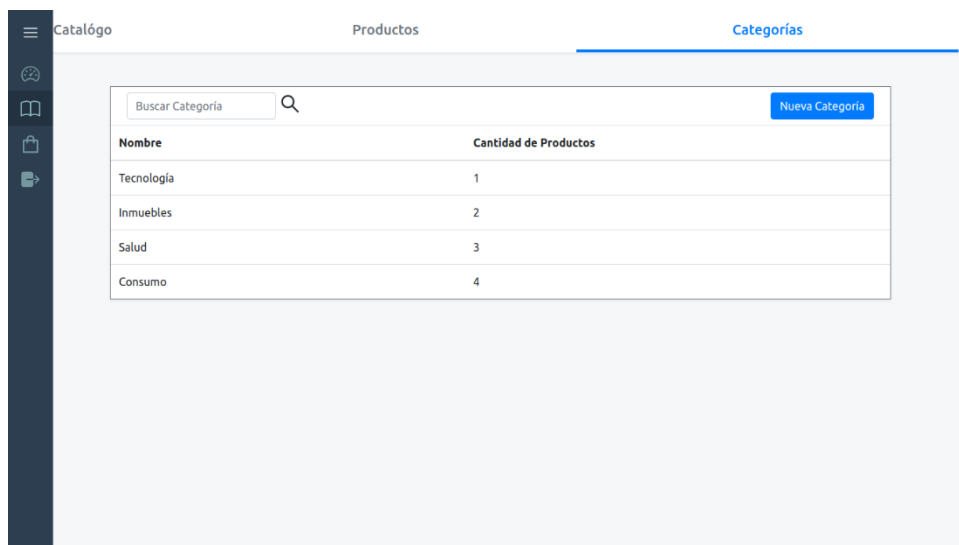 Catalógo Productos Categorías
Buscar Categoría Nueva Categoría
Nombre Cantidad de Productos
Tecnología 1
Inmuebles 2
Salud 3
Consumo 4